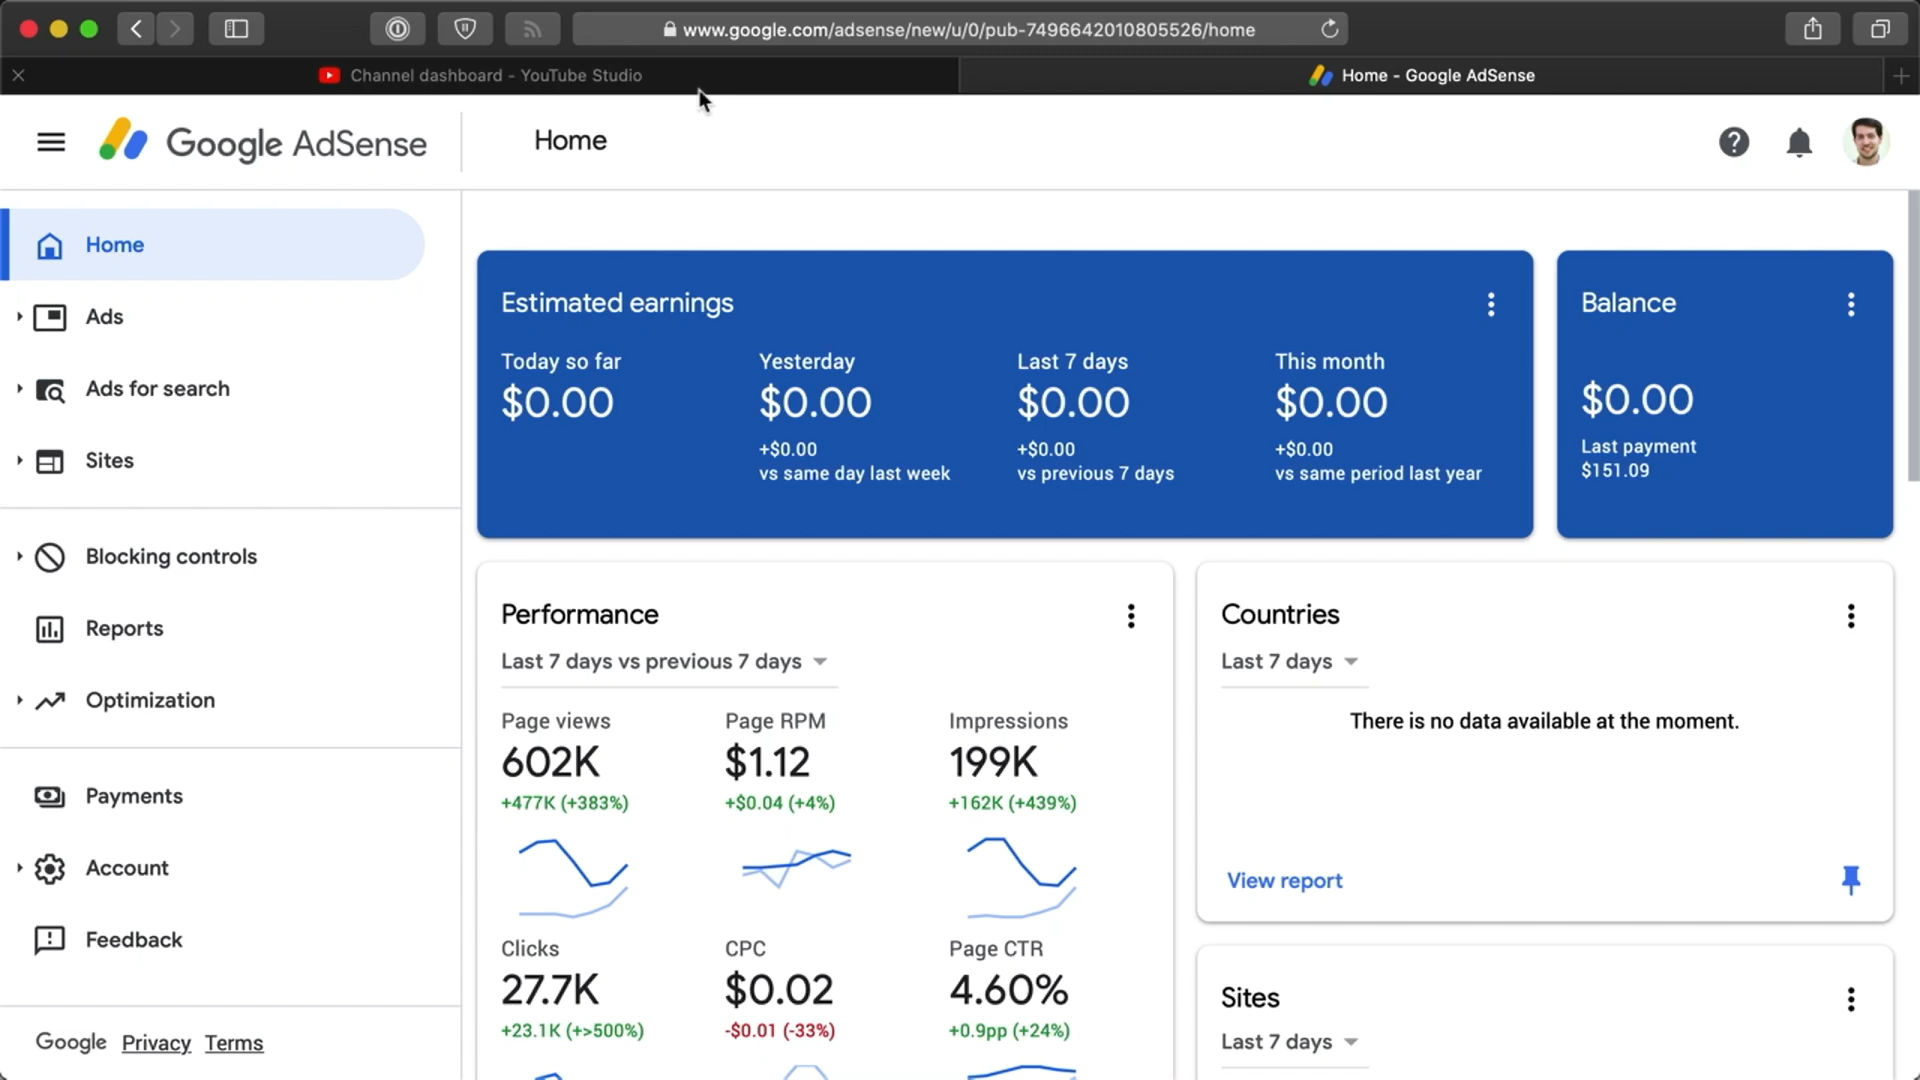 www.google.com/adsense/new/u/0/pub-7496642010805526/home
Channel dashboard - YouTube Studio
Home - Google AdSense
Google AdSense
Home
Home
Ads
Ads for search
Sites
Blocking controls
Reports
Optimization
Payments
Account
Feedback
Google Privacy Terms
Estimated earnings
Today so far
$0.00
Yesterday
$0.00
+$0.00
vs same day last week
Last 7 days
$0.00
+$0.00
vs previous 7 days
This month
$0.00
+$0.00
vs same period last year
Balance
$0.00
Last payment
$151.09
Performance
Last 7 days vs previous 7 days
Page views
602K
+477K (+383%)
Page RPM
$1.12
+$0.04 (+4%)
Impressions
199K
+162K (+439%)
Clicks
27.7K
+23.1K (+>500%)
CPC
$0.02
-$0.01 (-33%)
Page CTR
4.60%
+0.9pp (+24%)
Countries
Last 7 days
There is no data available at the moment.
View report
Sites
Last 7 days